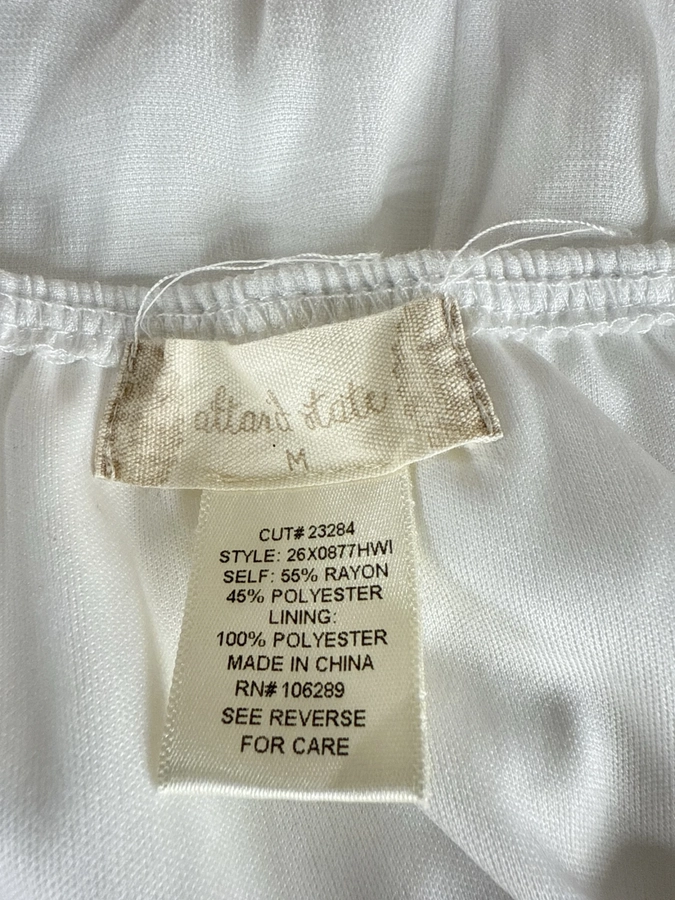 altard state
M
CUT# 23284
STYLE: 26X0877HWI
SELF: 55% RAYON
45% POLYESTER
LINING:
100% POLYESTER
MADE IN CHINA
RN# 106289
SEE REVERSE
FOR CARE